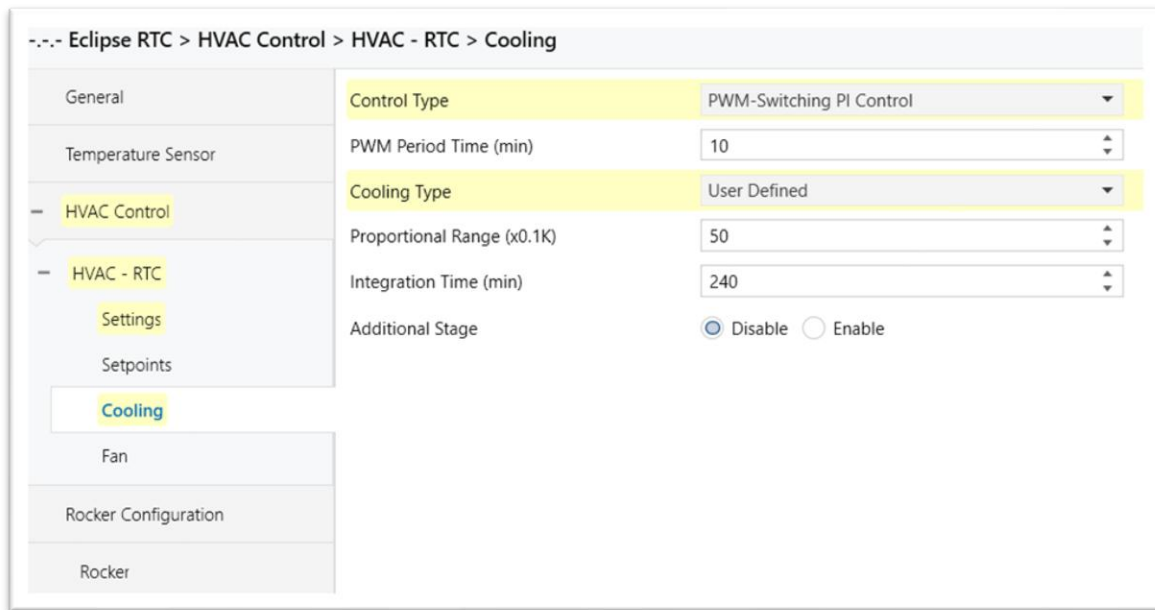 -.-.- Eclipse RTC > HVAC Control > HVAC - RTC > Cooling
General
Temperature Sensor
HVAC Control
HVAC - RTC
Settings
Setpoints
Cooling
Fan
Rocker Configuration
Rocker
Control Type PWM-Switching PI Control
PWM Period Time (min) 10
Cooling Type User Defined
Proportional Range (x0.1K) 50
Integration Time (min) 240
Additional Stage Disable Enable